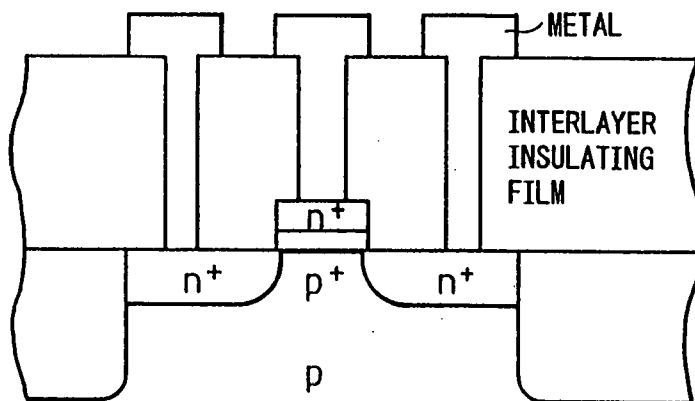 METAL
INTERLAYER
INSULATING
FILM
n+
n+
p+
n+
p